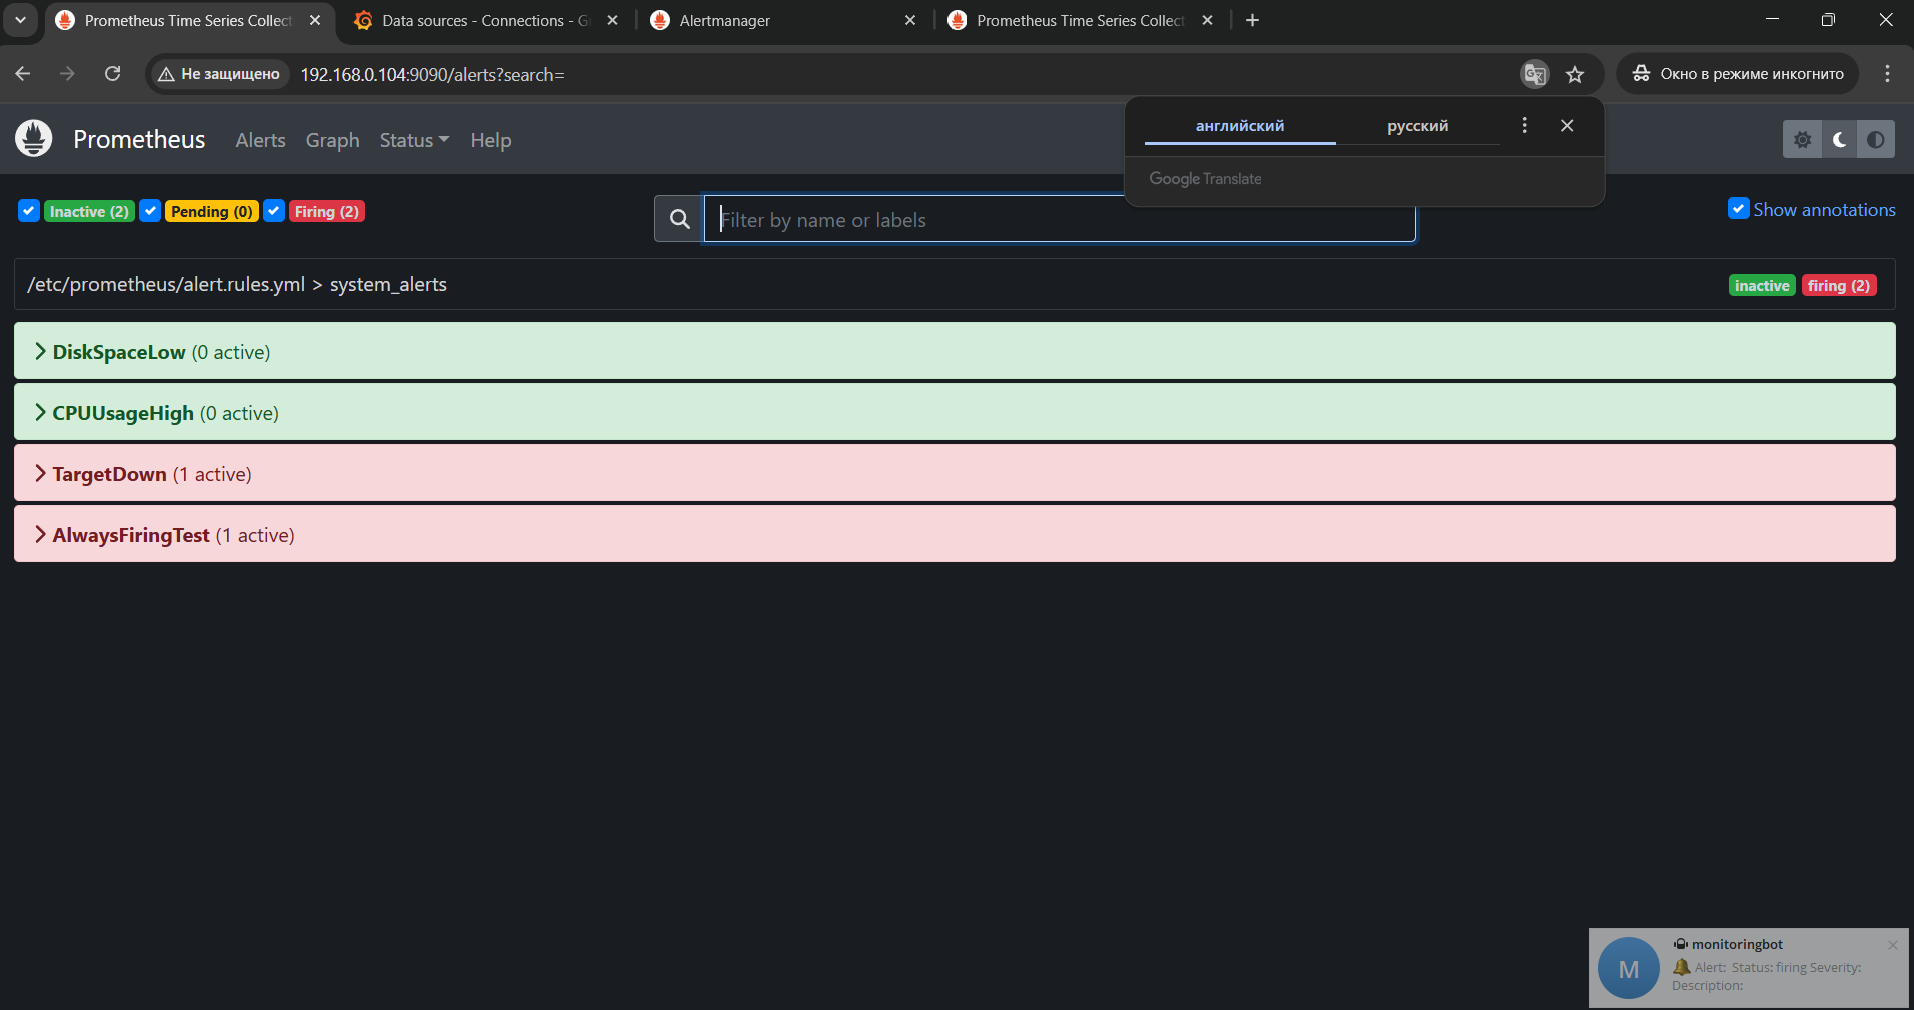 Prometheus Time Series Collect
Data sources - Connections - G
Alertmanager
Prometheus Time Series Collect
Не защищено
192.168.0.104:9090/alerts?search=
Окно в режиме инкогнито
английский
русский
Google Translate
Prometheus
Alerts
Graph
Status
Help
Inactive (2)
Pending (0)
Firing (2)
Filter by name or labels
Show annotations
/etc/prometheus/alert.rules.yml > system_alerts
inactive
firing (2)
DiskSpaceLow (0 active)
CPUUsageHigh (0 active)
TargetDown (1 active)
AlwaysFiringTest (1 active)
M
monitoringbot
Alert: Status: firing Severity:
Description: